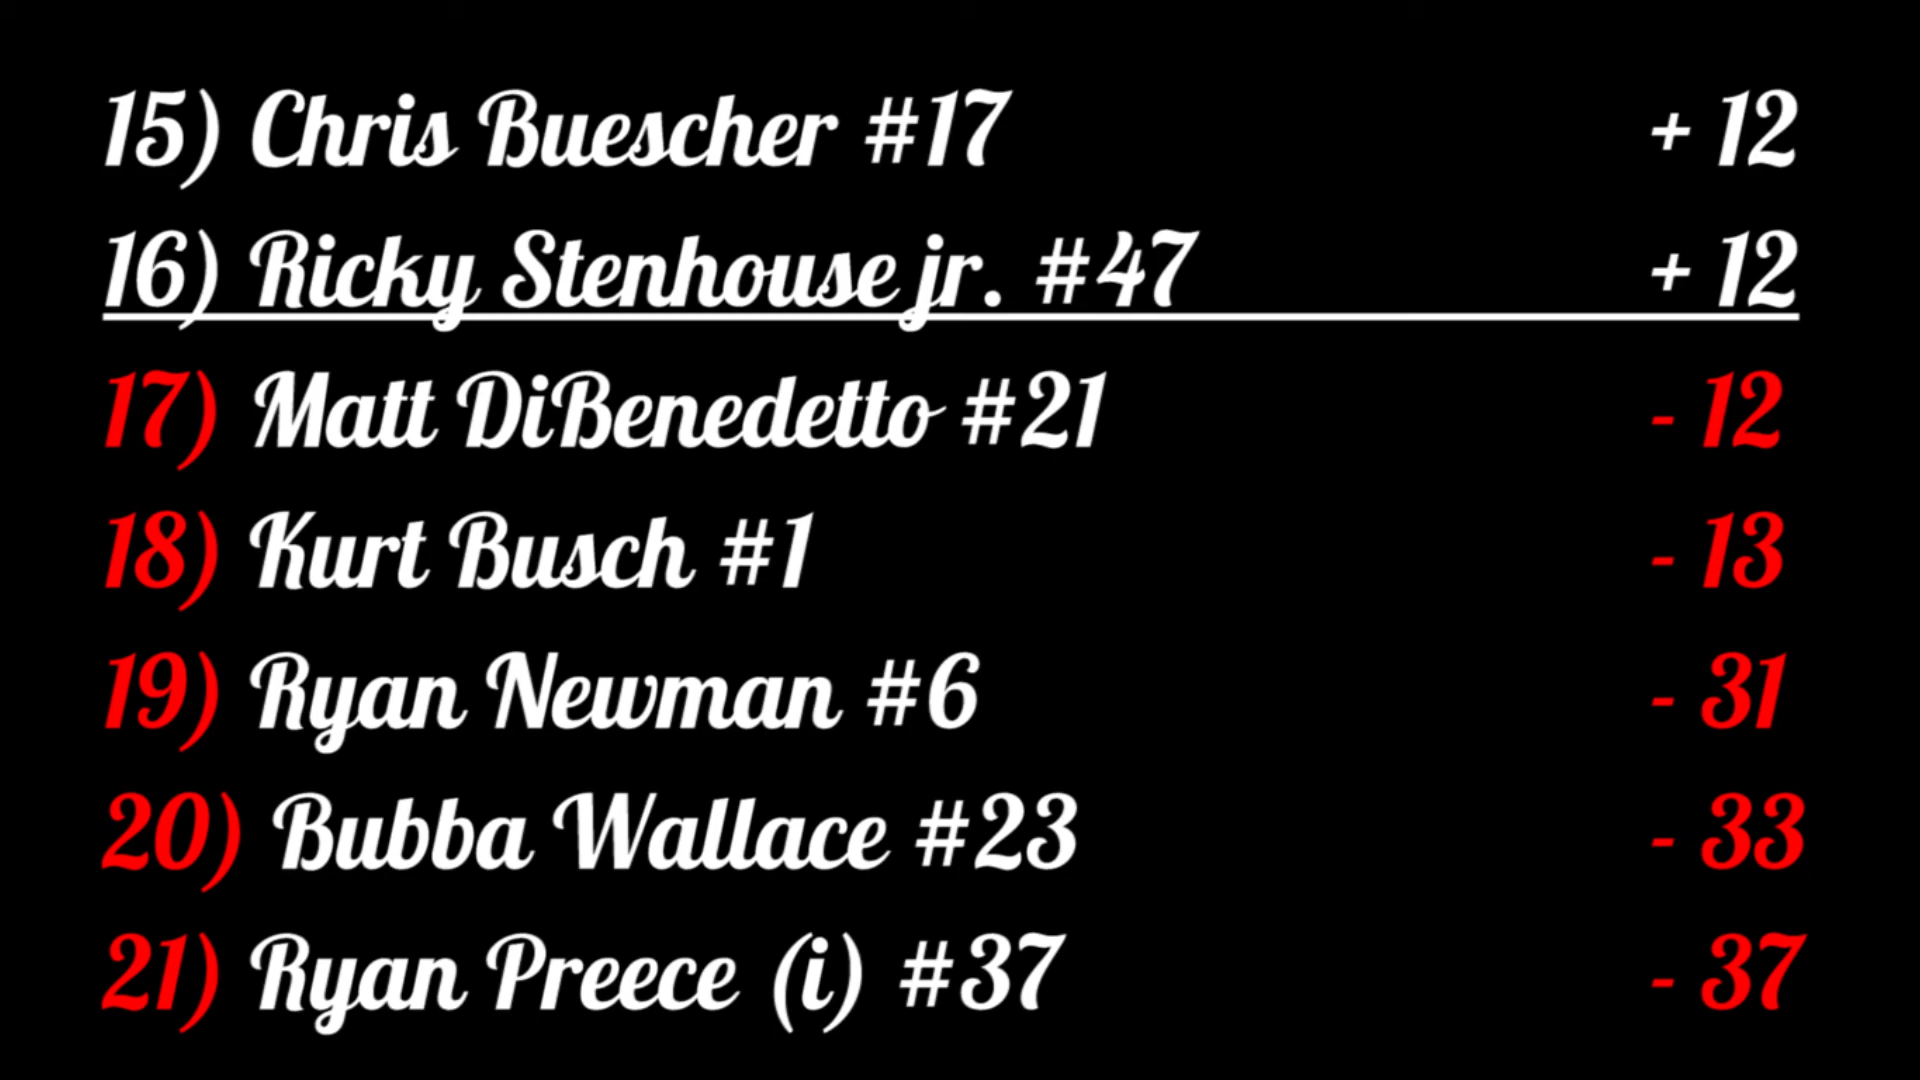 15) Chris Buescher #17 + 12
16) Ricky Stenhouse jr. #47 + 12
17) Matt DiBenedetto #21 - 12
18) Kurt Busch #1 - 13
19) Ryan Newman #6 - 31
20) Bubba Wallace #23 - 33
21) Ryan Preece (i) #37 - 37